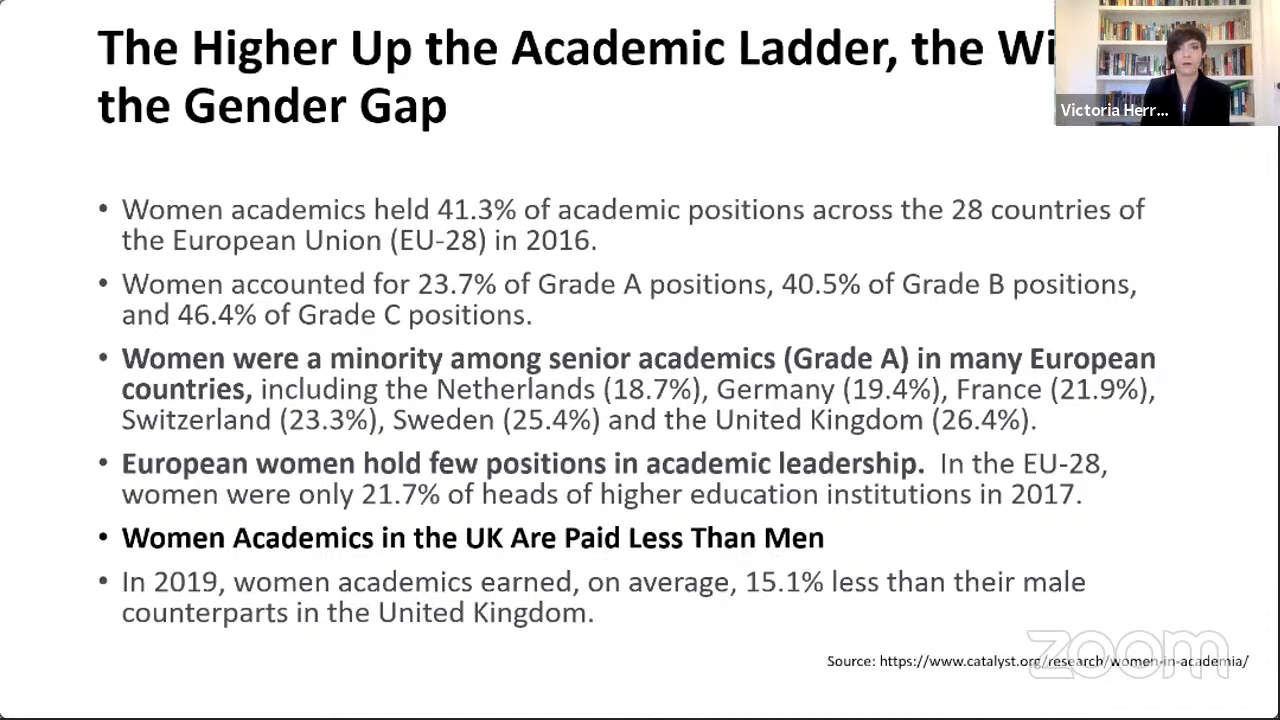 The Higher Up the Academic Ladder, the Wi
the Gender Gap
Victoria Herr...
• Women academics held 41.3% of academic positions across the 28 countries of
the European Union (EU-28) in 2016.
• Women accounted for 23.7% of Grade A positions, 40.5% of Grade B positions,
and 46.4% of Grade C positions.
• Women were a minority among senior academics (Grade A) in many European
countries, including the Netherlands (18.7%), Germany (19.4%), France (21.9%),
Switzerland (23.3%), Sweden (25.4%) and the United Kingdom (26.4%).
• European women hold few positions in academic leadership. In the EU-28,
women were only 21.7% of heads of higher education institutions in 2017.
• Women Academics in the UK Are Paid Less Than Men
• In 2019, women academics earned, on average, 15.1% less than their male
counterparts in the United Kingdom.
Source: https://www.catalyst.org/research/women-in-academia/
zoom